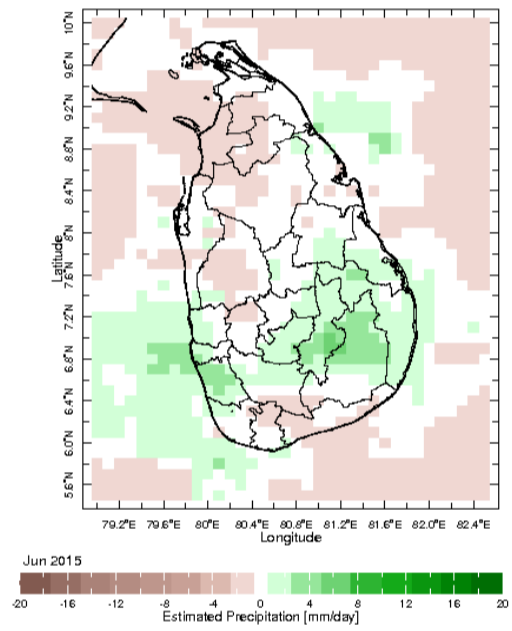 10°N
9.6°N
9.2°N
8.8°N
8.4°N
8°N
7.6°N
7.2°N
6.8°N
6.4°N
6.0°N
5.6°N
Latitude
79.2°E 79.6°E 80°E 80.4°E 80.8°E 81.2°E 81.6°E 82.0°E 82.4°E
Longitude
Jun 2015
-20 -16 -12 -8 -4 0 4 8 12 16 20
Estimated Precipitation [mm/day]